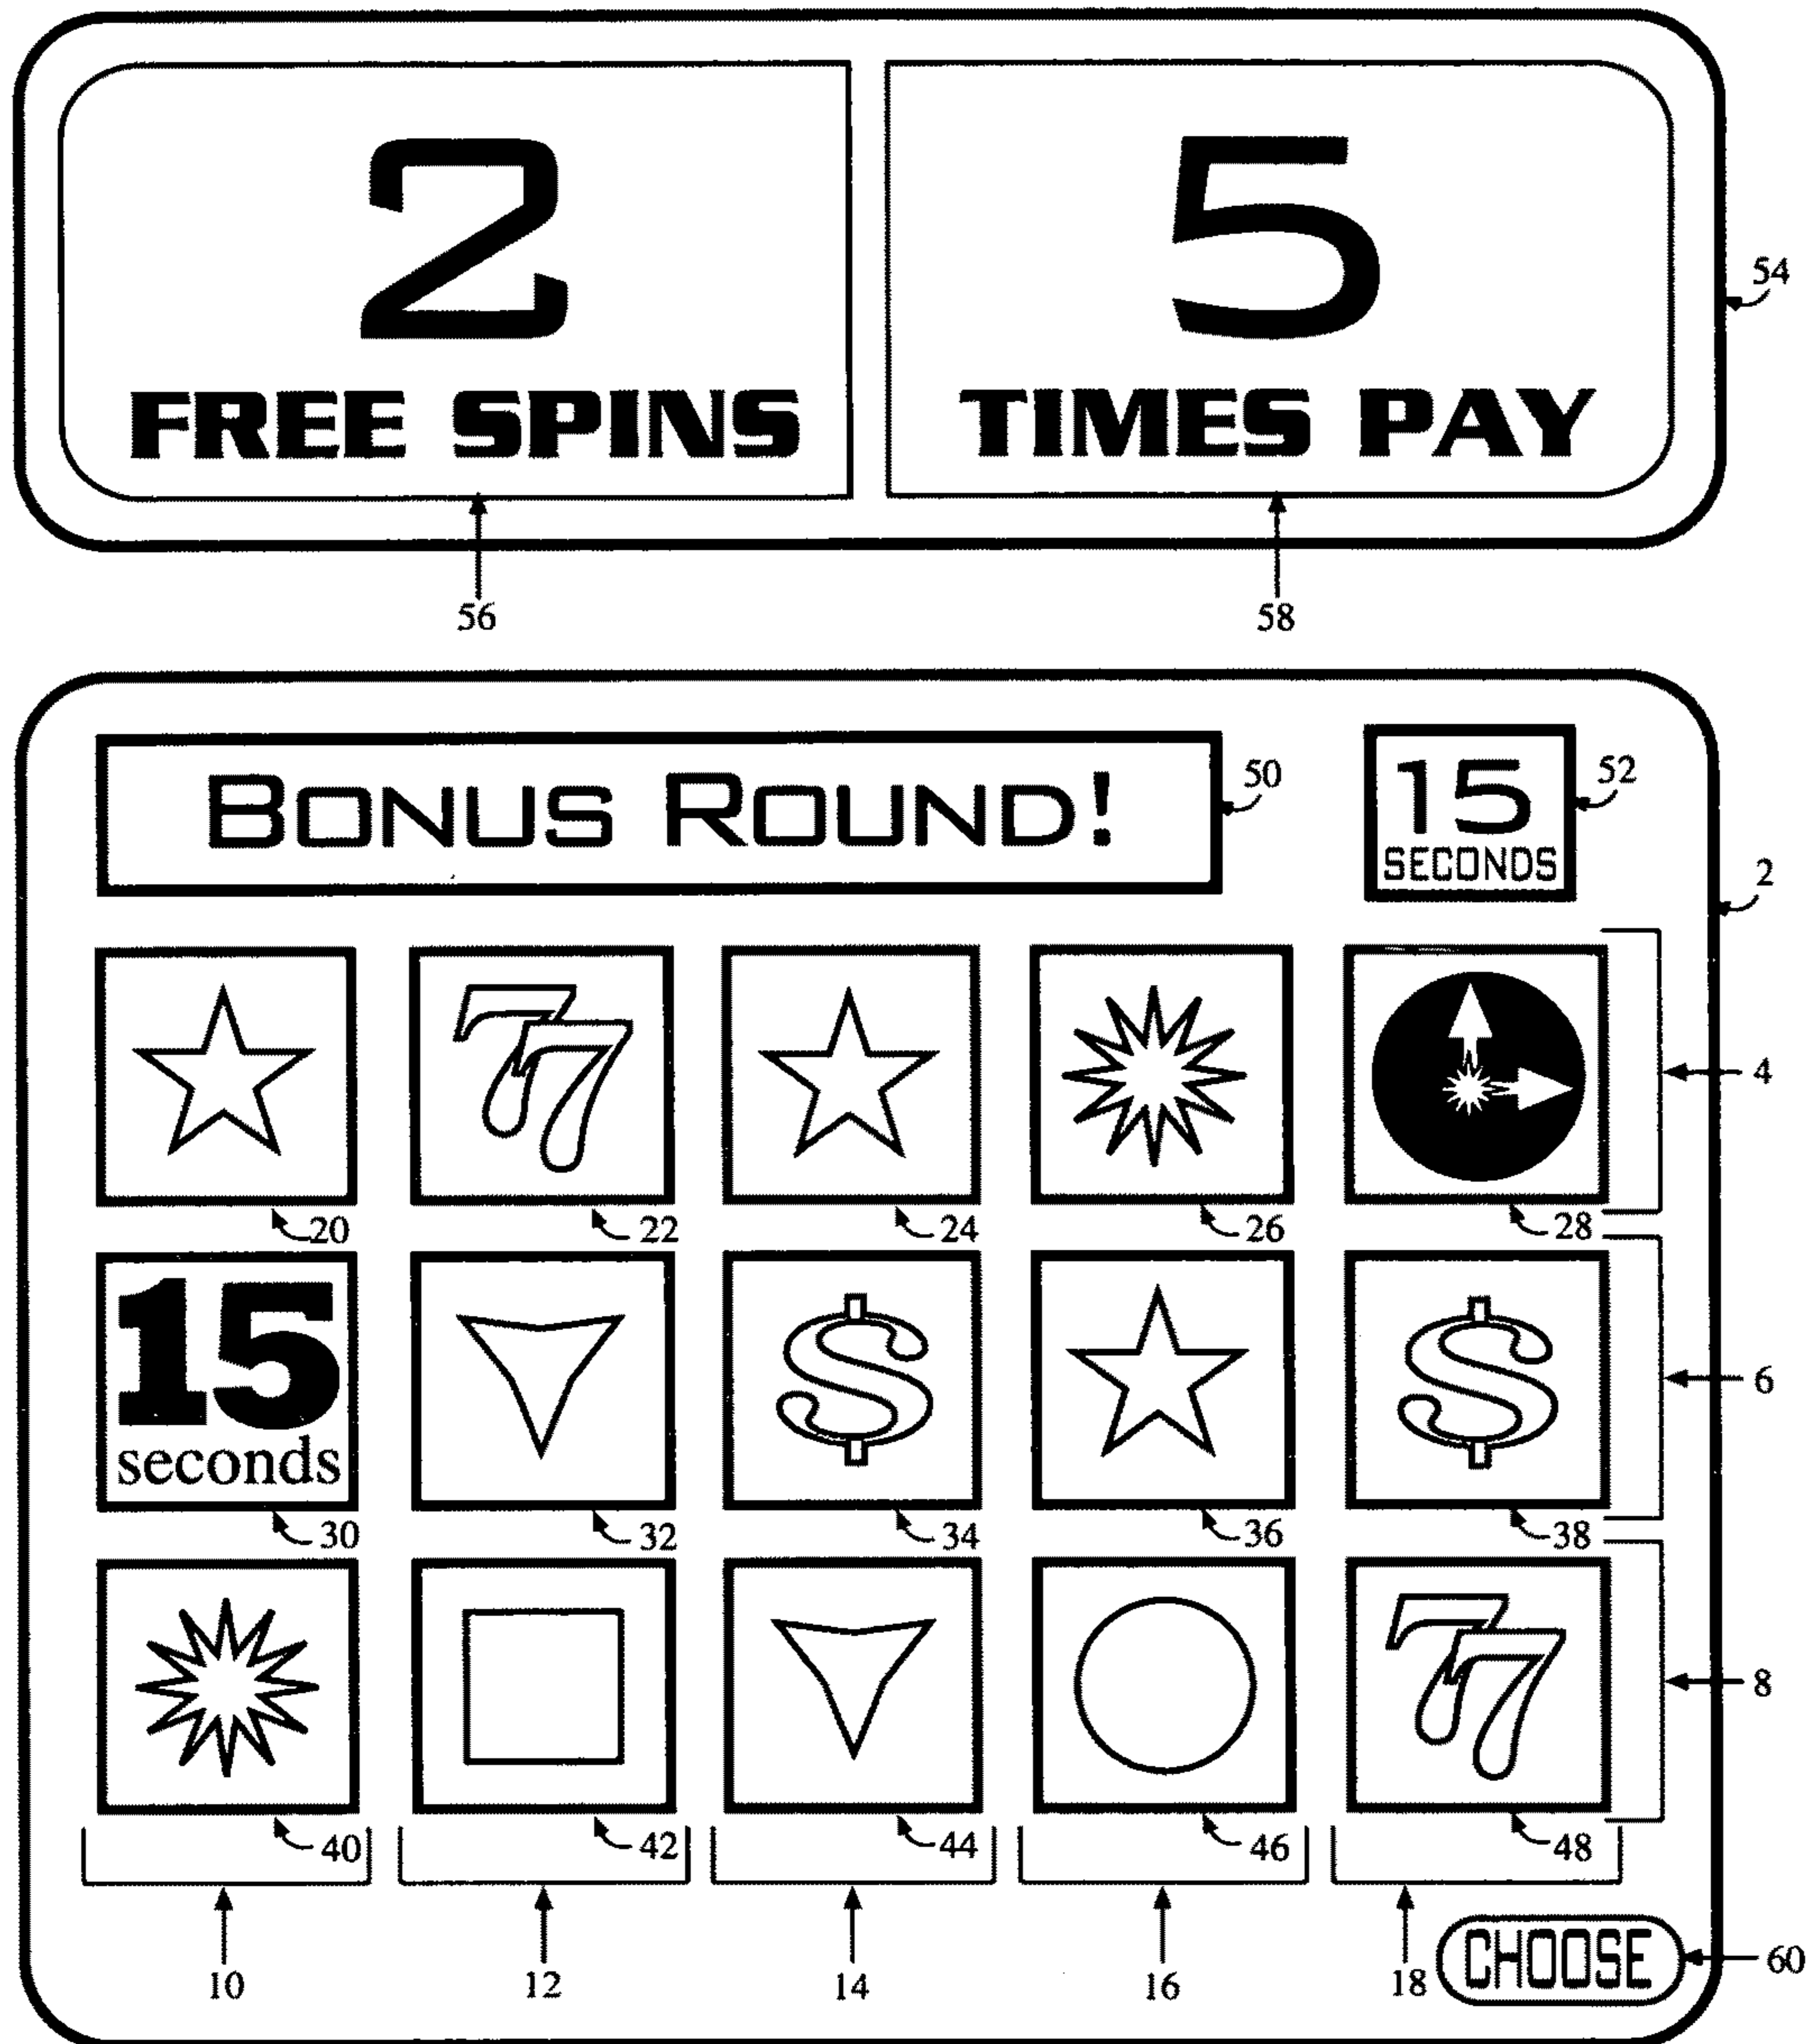 2 5
FREE SPINS TIMES PAY
54
56 58
BONUS ROUND! 50 15 SECONDS 52
2
77
4
20 22 24 26 28
15
seconds
$ $
6
30 32 34 36 38
77
8
40 42 44 46 48
CHOOSE 60
10 12 14 16 18